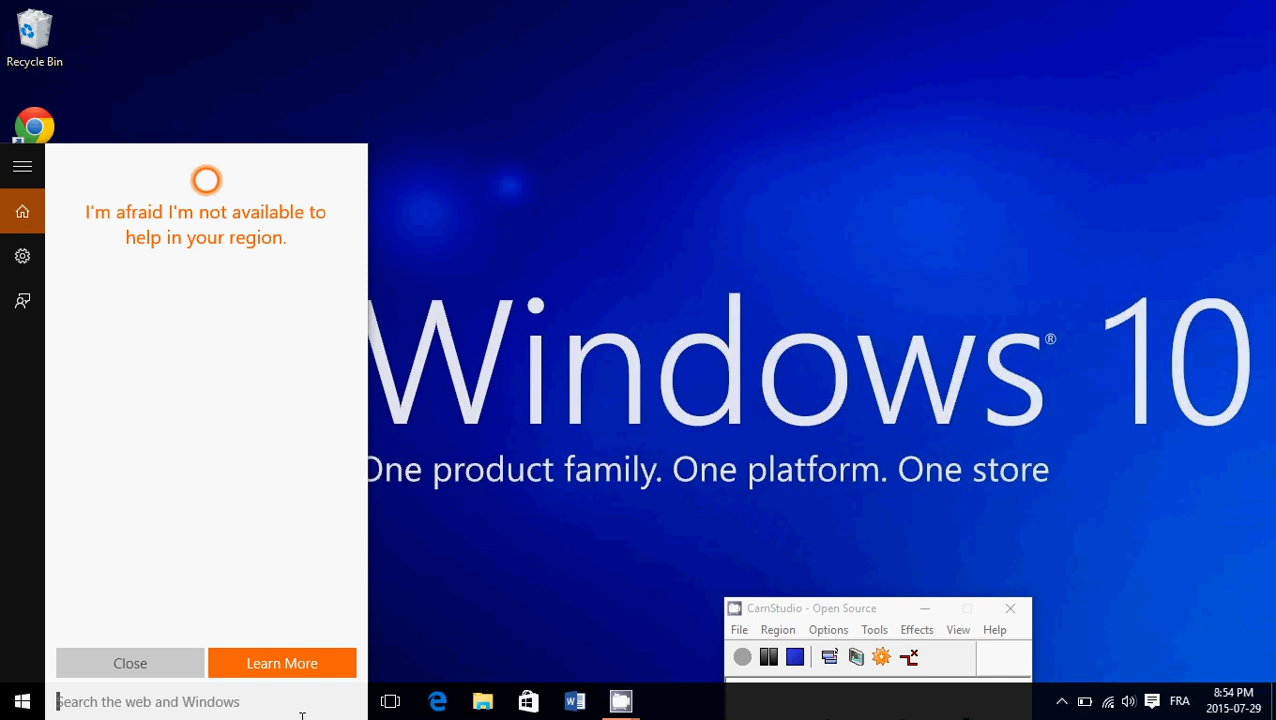 Recycle Bin
I'm afraid I'm not available to
help in your region.
Windows® 10
One product family. One platform. One store
CamStudio - Open Source
File Region Options Tools Effects View Help
Close
Learn More
Search the web and Windows
FRA
8:54 PM
2015-07-29